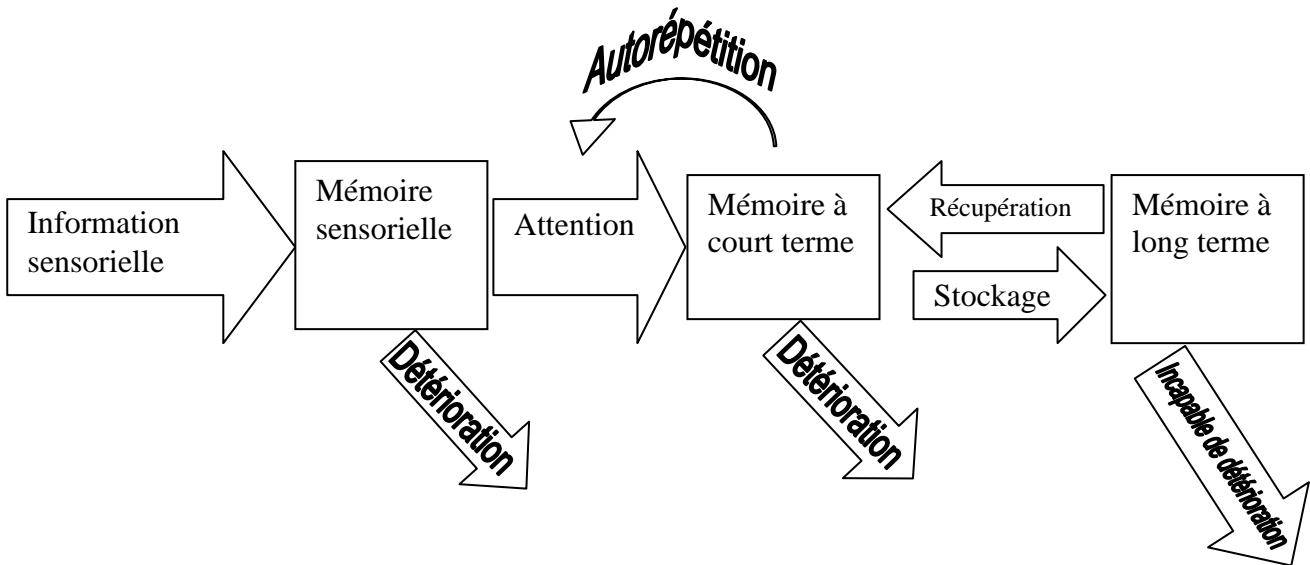 Autorépétition
Information
sensorielle
Mémoire
sensorielle
Attention
Mémoire à
court terme
Récupération
Stockage
Mémoire à
long terme
Détérioration
Détérioration
Incapable de détérioration